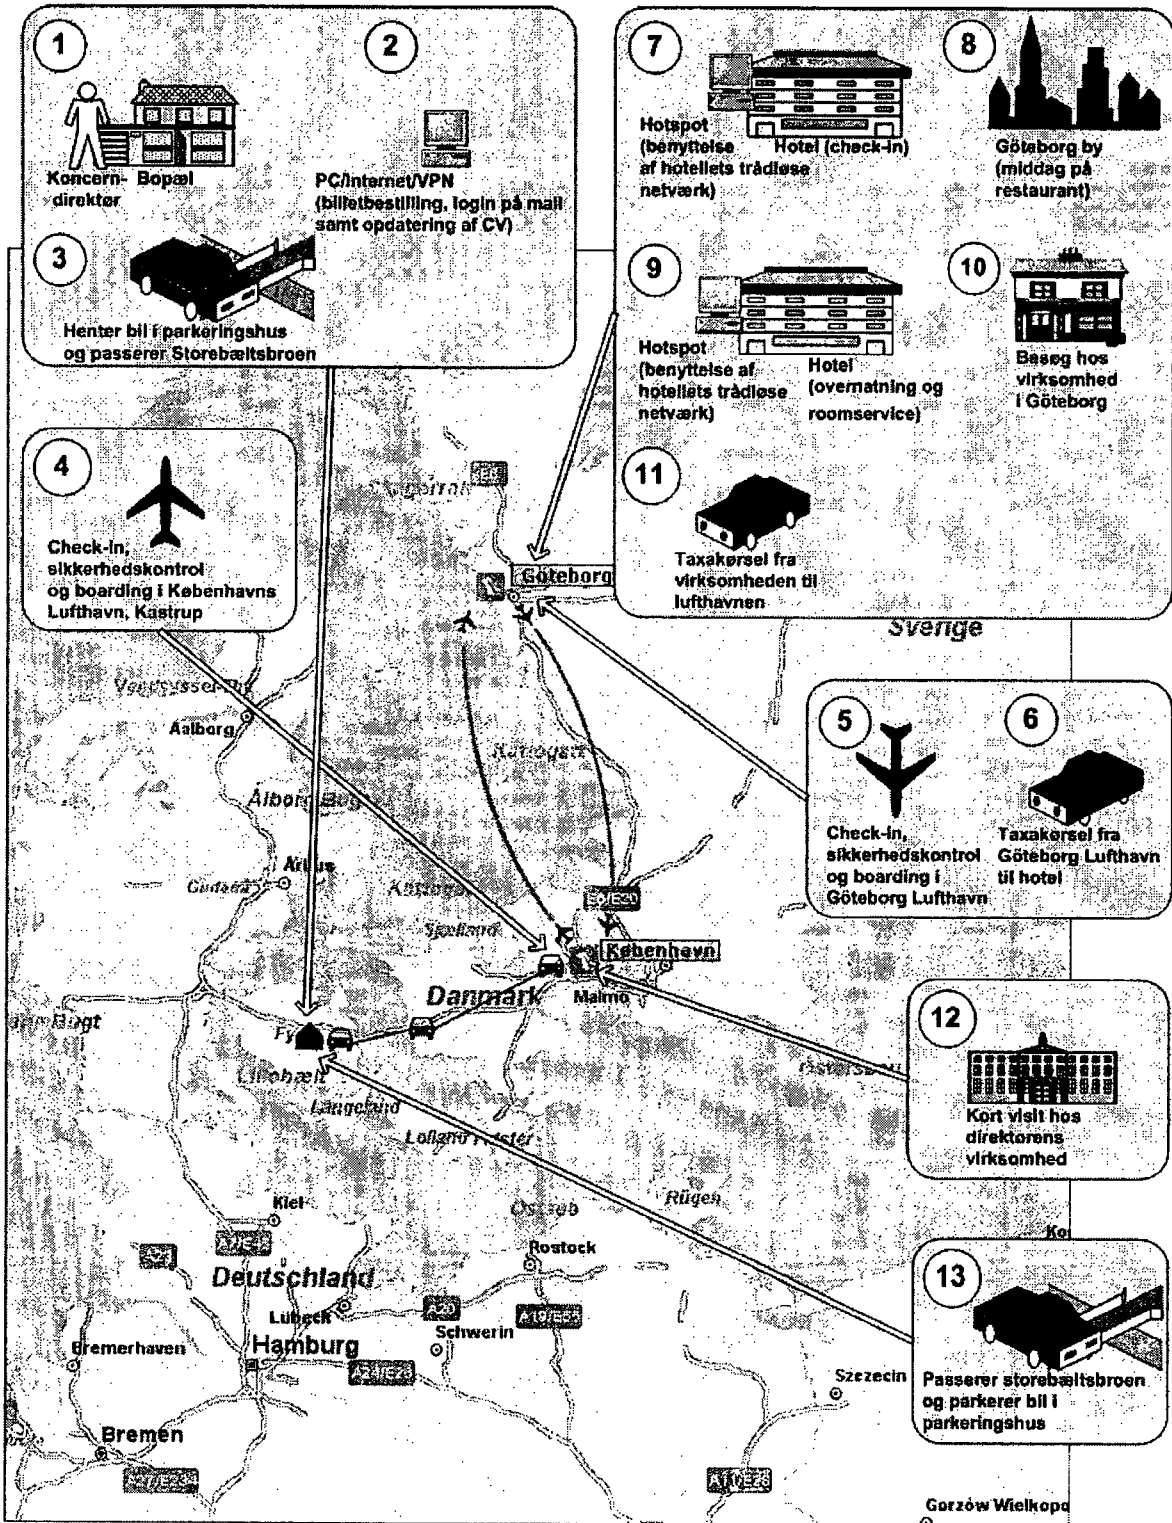 1
Koncern-
direktør
Bopæl
2
PC/Internet/VPN
(billetbestilling, login på mail
samt opdatering af CV)
3
Henter bil i parkeringshus
og passerer Storebæltsbroen
4
Check-in,
sikkerhedskontrol
og boarding i Københavns
Lufthavn, Kastrup
7
Hotspot
(benyttelse
af hotellets trådløse
netværk)
Hotel (check-in)
8
Göteborg by
(middag på
restaurant)
9
Hotspot
(benyttelse af
hotellets trådløse
netværk)
Hotel
(overnatning og
roomservice)
10
Besøg hos
virksomhed
i Göteborg
11
Taxakørsel fra
virksomheden til
lufthavnen
5
Check-in,
sikkerhedskontrol
og boarding i
Göteborg Lufthavn
6
Taxakørsel fra
Göteborg Lufthavn
til hotel
12
Kort visit hos
direktørens
virksomhed
13
Passerer storebæltsbroen
og parkerer bil i
parkeringshus
Göteborg
Sverige
Aalborg
Ålborg Bugt
Århus
Kattegat
Sjælland
København
Danmark
Malmö
Lillebælt
Langeland
Kiel
Rügen
Rostock
Deutschland
Lübeck
A20
Schwerin
Bremerhaven
Hamburg
Szczecin
Bremen
A11/E28
Gorzów Wielkopo